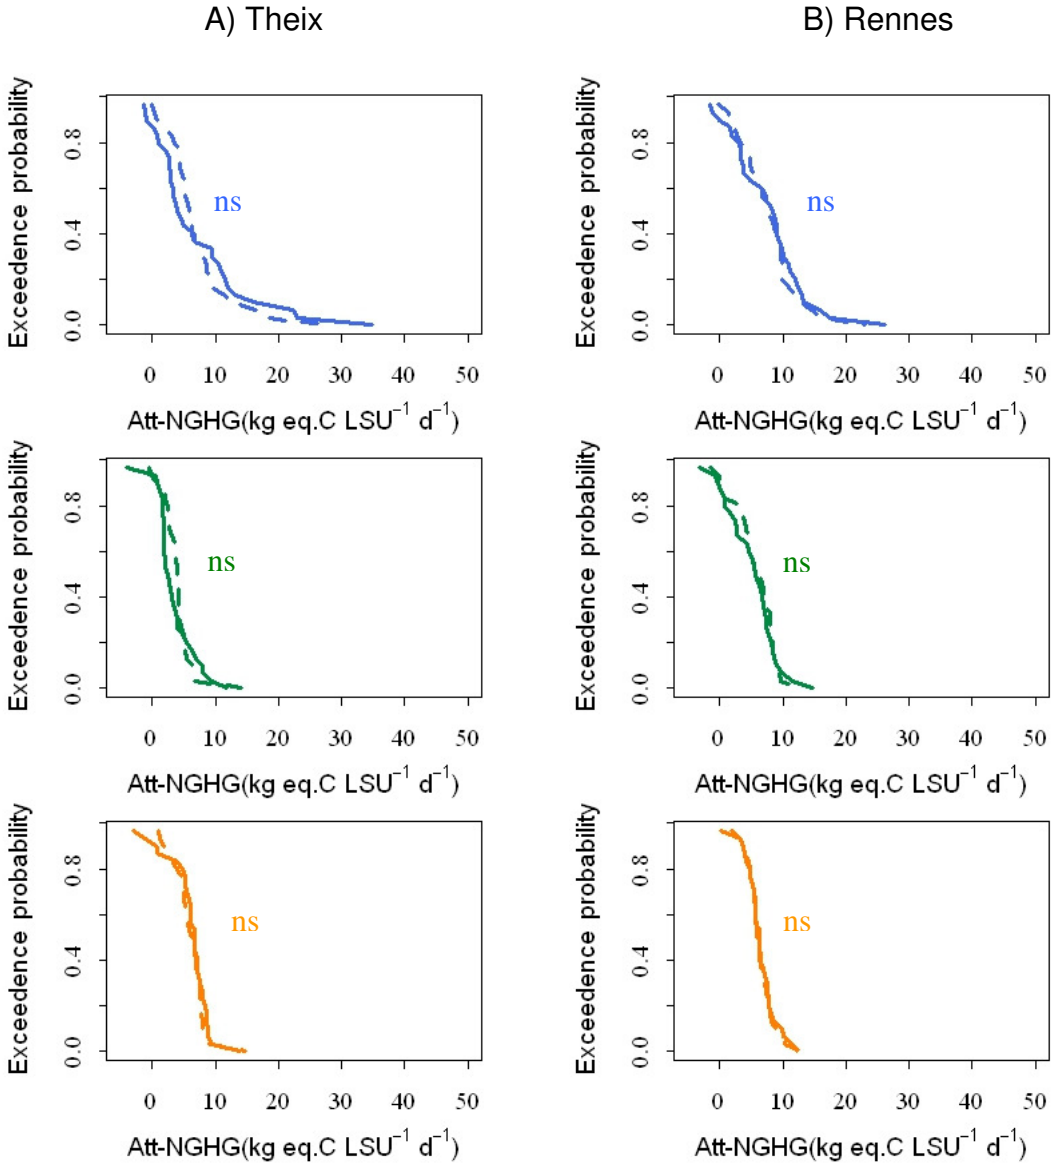 A) Theix
B) Rennes
Exceedence probability
0.0 0.4 0.8
ns
0 10 20 30 40 50
Att-NGHG(kg eq.C LSU⁻¹ d⁻¹)
Exceedence probability
0.0 0.4 0.8
ns
0 10 20 30 40 50
Att-NGHG(kg eq.C LSU⁻¹ d⁻¹)
Exceedence probability
0.0 0.4 0.8
ns
0 10 20 30 40 50
Att-NGHG(kg eq.C LSU⁻¹ d⁻¹)
Exceedence probability
0.0 0.4 0.8
ns
0 10 20 30 40 50
Att-NGHG(kg eq.C LSU⁻¹ d⁻¹)
Exceedence probability
0.0 0.4 0.8
ns
0 10 20 30 40 50
Att-NGHG(kg eq.C LSU⁻¹ d⁻¹)
Exceedence probability
0.0 0.4 0.8
ns
0 10 20 30 40 50
Att-NGHG(kg eq.C LSU⁻¹ d⁻¹)